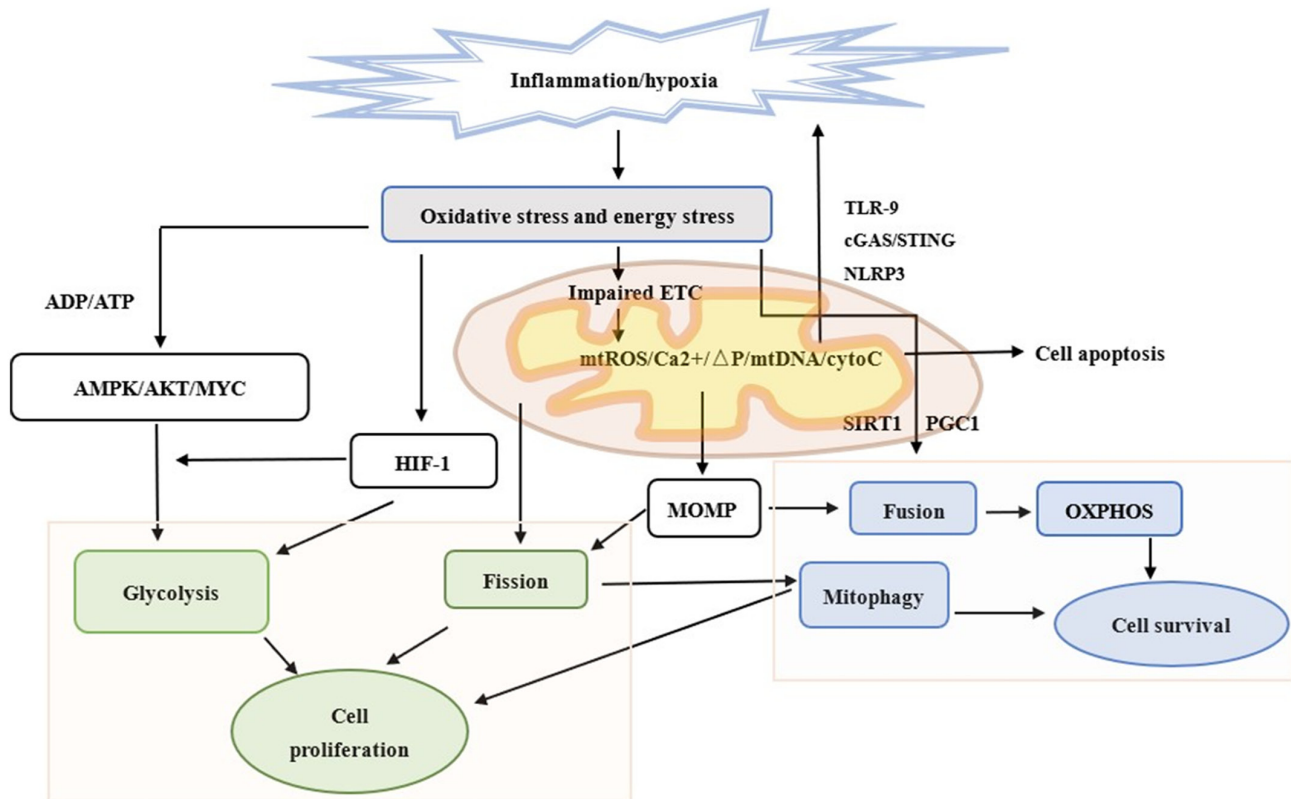 Inflammation/hypoxia
Oxidative stress and energy stress
TLR-9
cGAS/STING
NLRP3
ADP/ATP
Impaired ETC
mtROS/Ca2+/△P/mtDNA/cytoC
Cell apoptosis
AMPK/AKT/MYC
SIRT1
PGC1
HIF-1
MOMP
Fusion
OXPHOS
Glycolysis
Fission
Mitophagy
Cell survival
Cell
proliferation